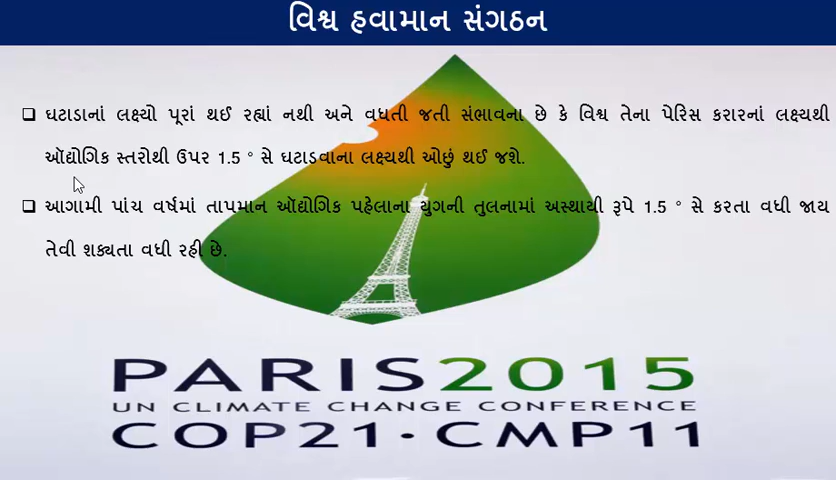 વિશ્વ હવામાન સંગઠન
❑ ઘટાડાનાં લક્ષ્યો પૂરાં થઈ રહ્યાં નથી અને વધતી જતી સંભાવના છે કે વિશ્વ તેના પેરિસ કરારનાં લક્ષ્યથી
ઑદ્યોગિક સ્તરોથી ઉપર 1.5 ° સે ઘટાડવાના લક્ષ્યથી ઓછું થઈ જશે.
❑ આગામી પાંચ વર્ષમાં તાપમાન ઑદ્યોગિક પહેલાના યુગની તુલનામાં અસ્થાયી રૂપે 1.5 ° સે કરતા વધી જાય
તેવી શક્યતા વધી રહી છે.
PARIS2015
UN CLIMATE CHANGE CONFERENCE
COP21·CMP11